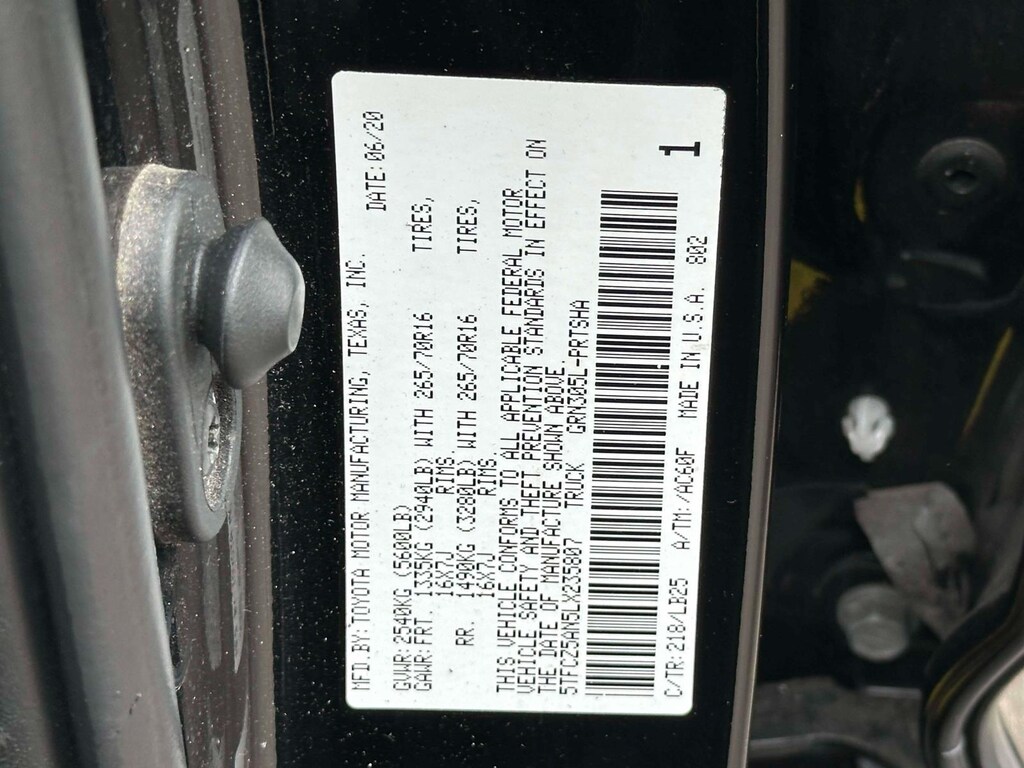 MFD.BY:TOYOTA MOTOR MANUFACTURING, TEXAS, INC.
DATE:06/20
GVWR:2540KG (5600LB)
GAWR:FRT. 1335KG (2940LB) WITH 265/70R16 TIRES,
16X7J RIMS.
RR. 1490KG (3280LB) WITH 265/70R16 TIRES,
16X7J RIMS.
THIS VEHICLE CONFORMS TO ALL APPLICABLE FEDERAL MOTOR
VEHICLE SAFETY AND THEFT PREVENTION STANDARDS IN EFFECT ON
THE DATE OF MANUFACTURE SHOWN ABOVE.
5TFCZ5AN5LX235807 TRUCK GRN305L-PRTSHA
1
C/TR:218/LB25 A/TM:/AC60F MADE IN U.S.A. 802